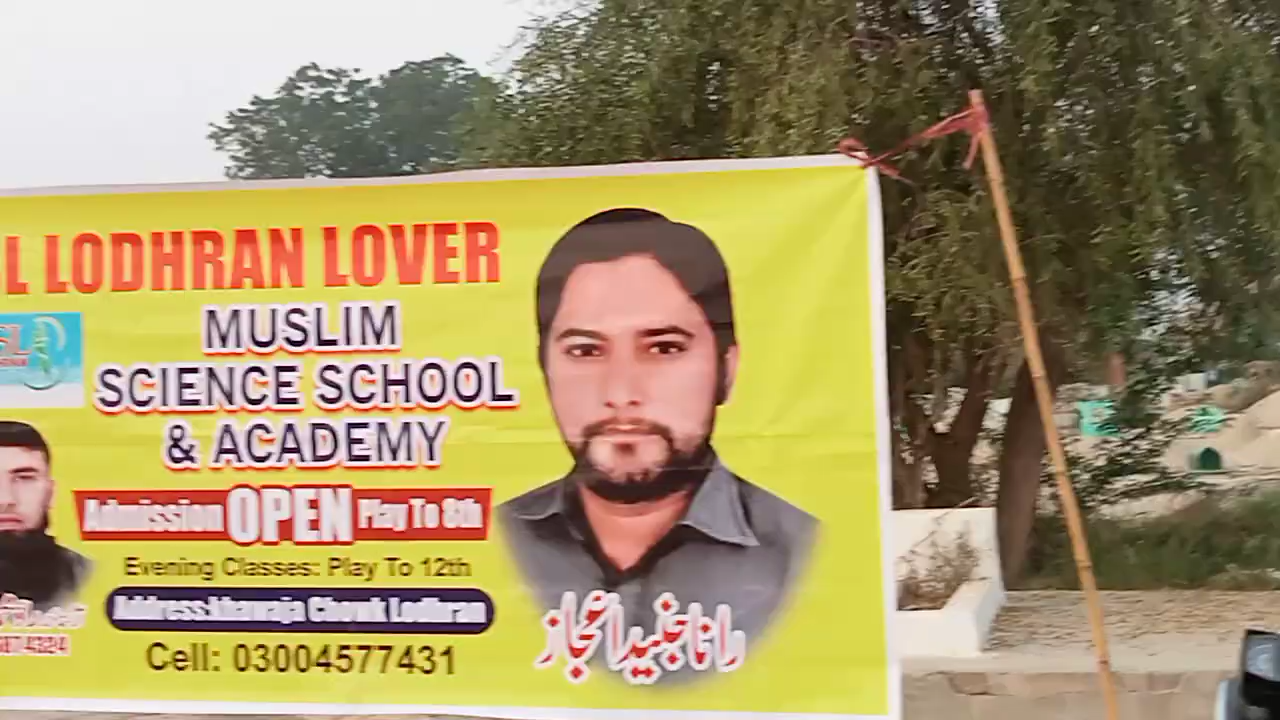 L LODHRAN LOVER
MUSLIM
SCIENCE SCHOOL
& ACADEMY
Admission OPEN Play To 8th
Evening Classes: Play To 12th
Address:khawaja Chowk Lodhran
Cell: 03004577431
رانا جنید اعجاز